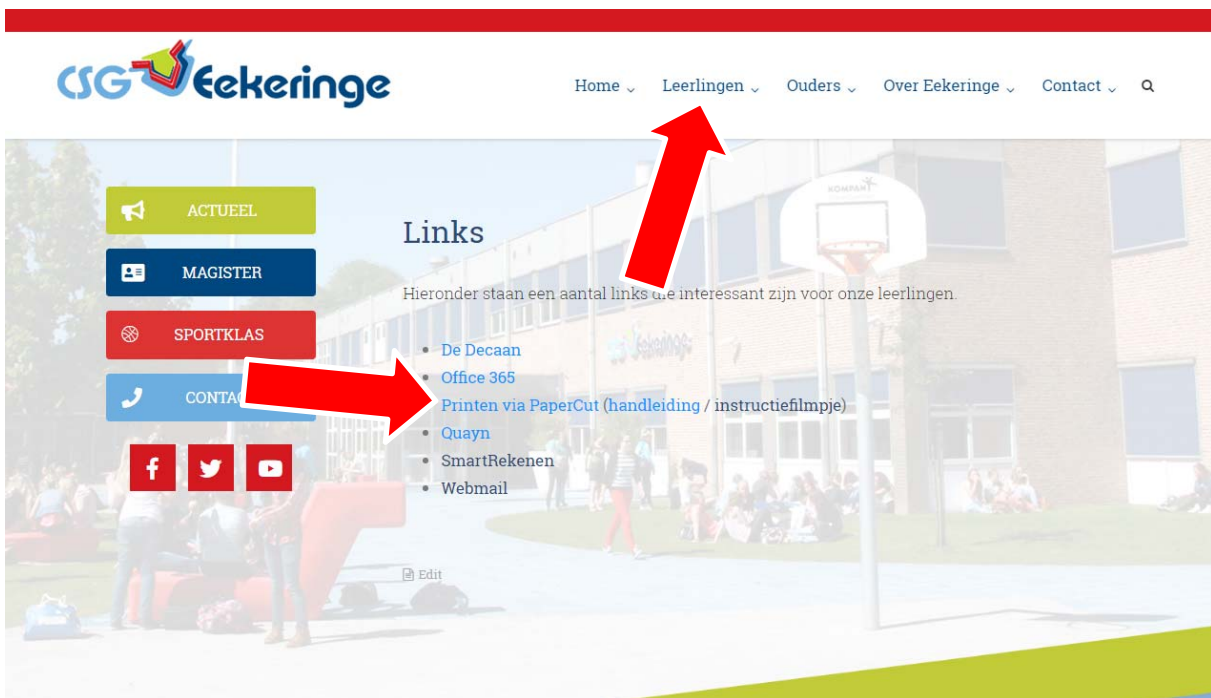 CSG Eekeringe
Home Leerlingen Ouders Over Eekeringe Contact
ACTUEEL
MAGISTER
SPORTKLAS
KOMPAN
Links
Hieronder staan een aantal links die interessant zijn voor onze leerlingen.
De Decaan
Office 365
Printen via PaperCut (handleiding / instructiefilmpje)
Quayn
SmartRekenen
Webmail
Edit